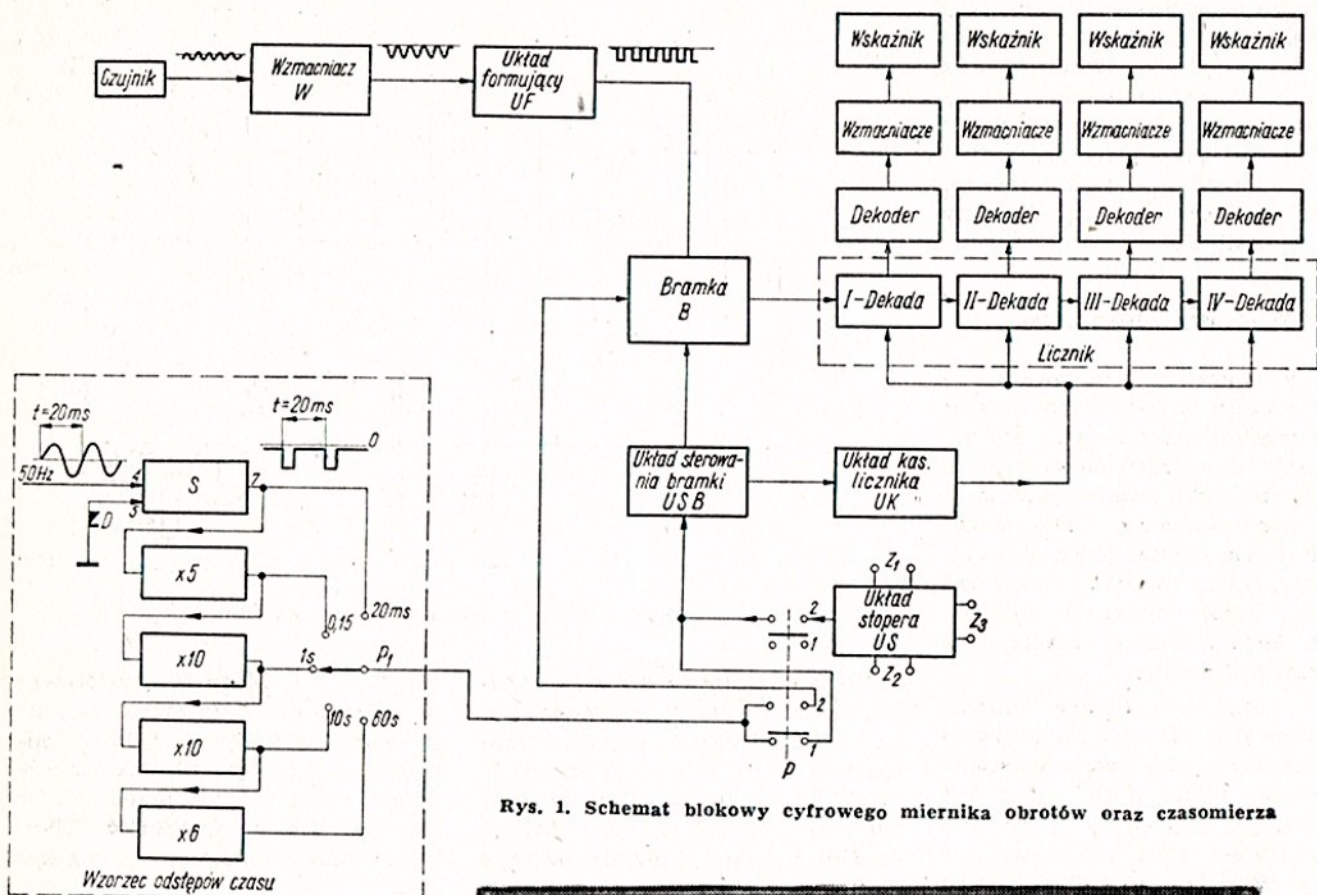 Czujnik
Wzmacniacz
W
Układ
formujący
UF
Wskaźnik
Wskaźnik
Wskaźnik
Wskaźnik
Wzmacniacze
Wzmacniacze
Wzmacniacze
Wzmacniacze
Dekoder
Dekoder
Dekoder
Dekoder
I-Dekada
II-Dekada
III-Dekada
IV-Dekada
Licznik
Bramka
B
Układ sterowa-
nia bramki
USB
Układ kas.
licznika
UK
Z1
Układ
stopera
US
Z3
Z2
2
1
2
1
P
t=20ms
t=20ms
0
50Hz
4
S
7
3
D
x5
20ms
0,1s
x10
1s
P1
x10
10s
60s
x6
Wzorzec odstępów czasu
Rys. 1. Schemat blokowy cyfrowego miernika obrotów oraz czasomierza